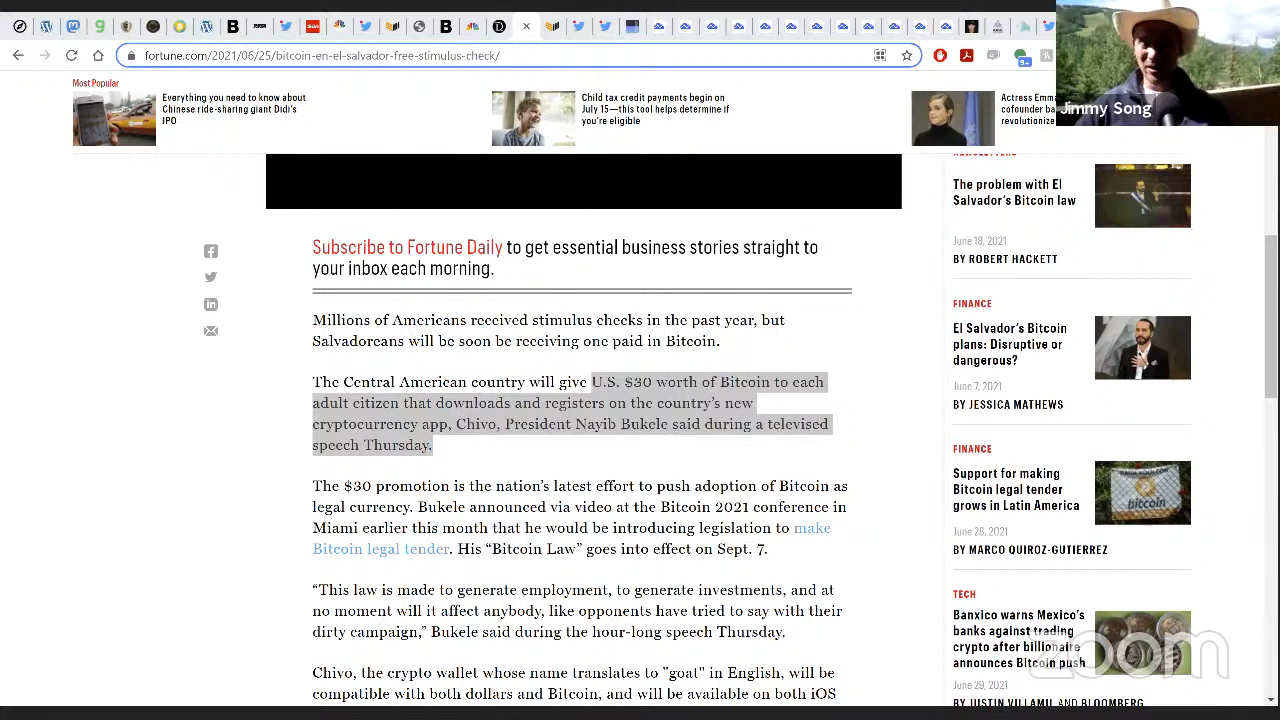 fortune.com/2021/06/25/bitcoin-en-el-salvador-free-stimulus-check/
9+
Jimmy Song
Most Popular
Everything you need to know about
Chinese ride-sharing giant Didi's
IPO
Child tax credit payments begin on
July 15—this tool helps determine if
you're eligible
Actress Emm
cofounder ba
revolutionize
NEWSLETTERS
The problem with El
Salvador's Bitcoin law
June 18, 2021
BY ROBERT HACKETT
Subscribe to Fortune Daily to get essential business stories straight to
your inbox each morning.
Millions of Americans received stimulus checks in the past year, but
Salvadoreans will be soon be receiving one paid in Bitcoin.
The Central American country will give U.S. $30 worth of Bitcoin to each
adult citizen that downloads and registers on the country's new
cryptocurrency app, Chivo, President Nayib Bukele said during a televised
speech Thursday.
The $30 promotion is the nation's latest effort to push adoption of Bitcoin as
legal currency. Bukele announced via video at the Bitcoin 2021 conference in
Miami earlier this month that he would be introducing legislation to make
Bitcoin legal tender. His “Bitcoin Law” goes into effect on Sept. 7.
“This law is made to generate employment, to generate investments, and at
no moment will it affect anybody, like opponents have tried to say with their
dirty campaign,” Bukele said during the hour-long speech Thursday.
Chivo, the crypto wallet whose name translates to "goat" in English, will be
compatible with both dollars and Bitcoin, and will be available on both iOS
FINANCE
El Salvador's Bitcoin
plans: Disruptive or
dangerous?
June 7, 2021
BY JESSICA MATHEWS
FINANCE
Support for making
Bitcoin legal tender
grows in Latin America
bitcoin
June 28, 2021
BY MARCO QUIROZ-GUTIERREZ
TECH
Banxico warns Mexico's
banks against trading
crypto after billionaire
announces Bitcoin push
June 29, 2021
BY JUSTIN VILLAMIL AND BLOOMBERG
zoom